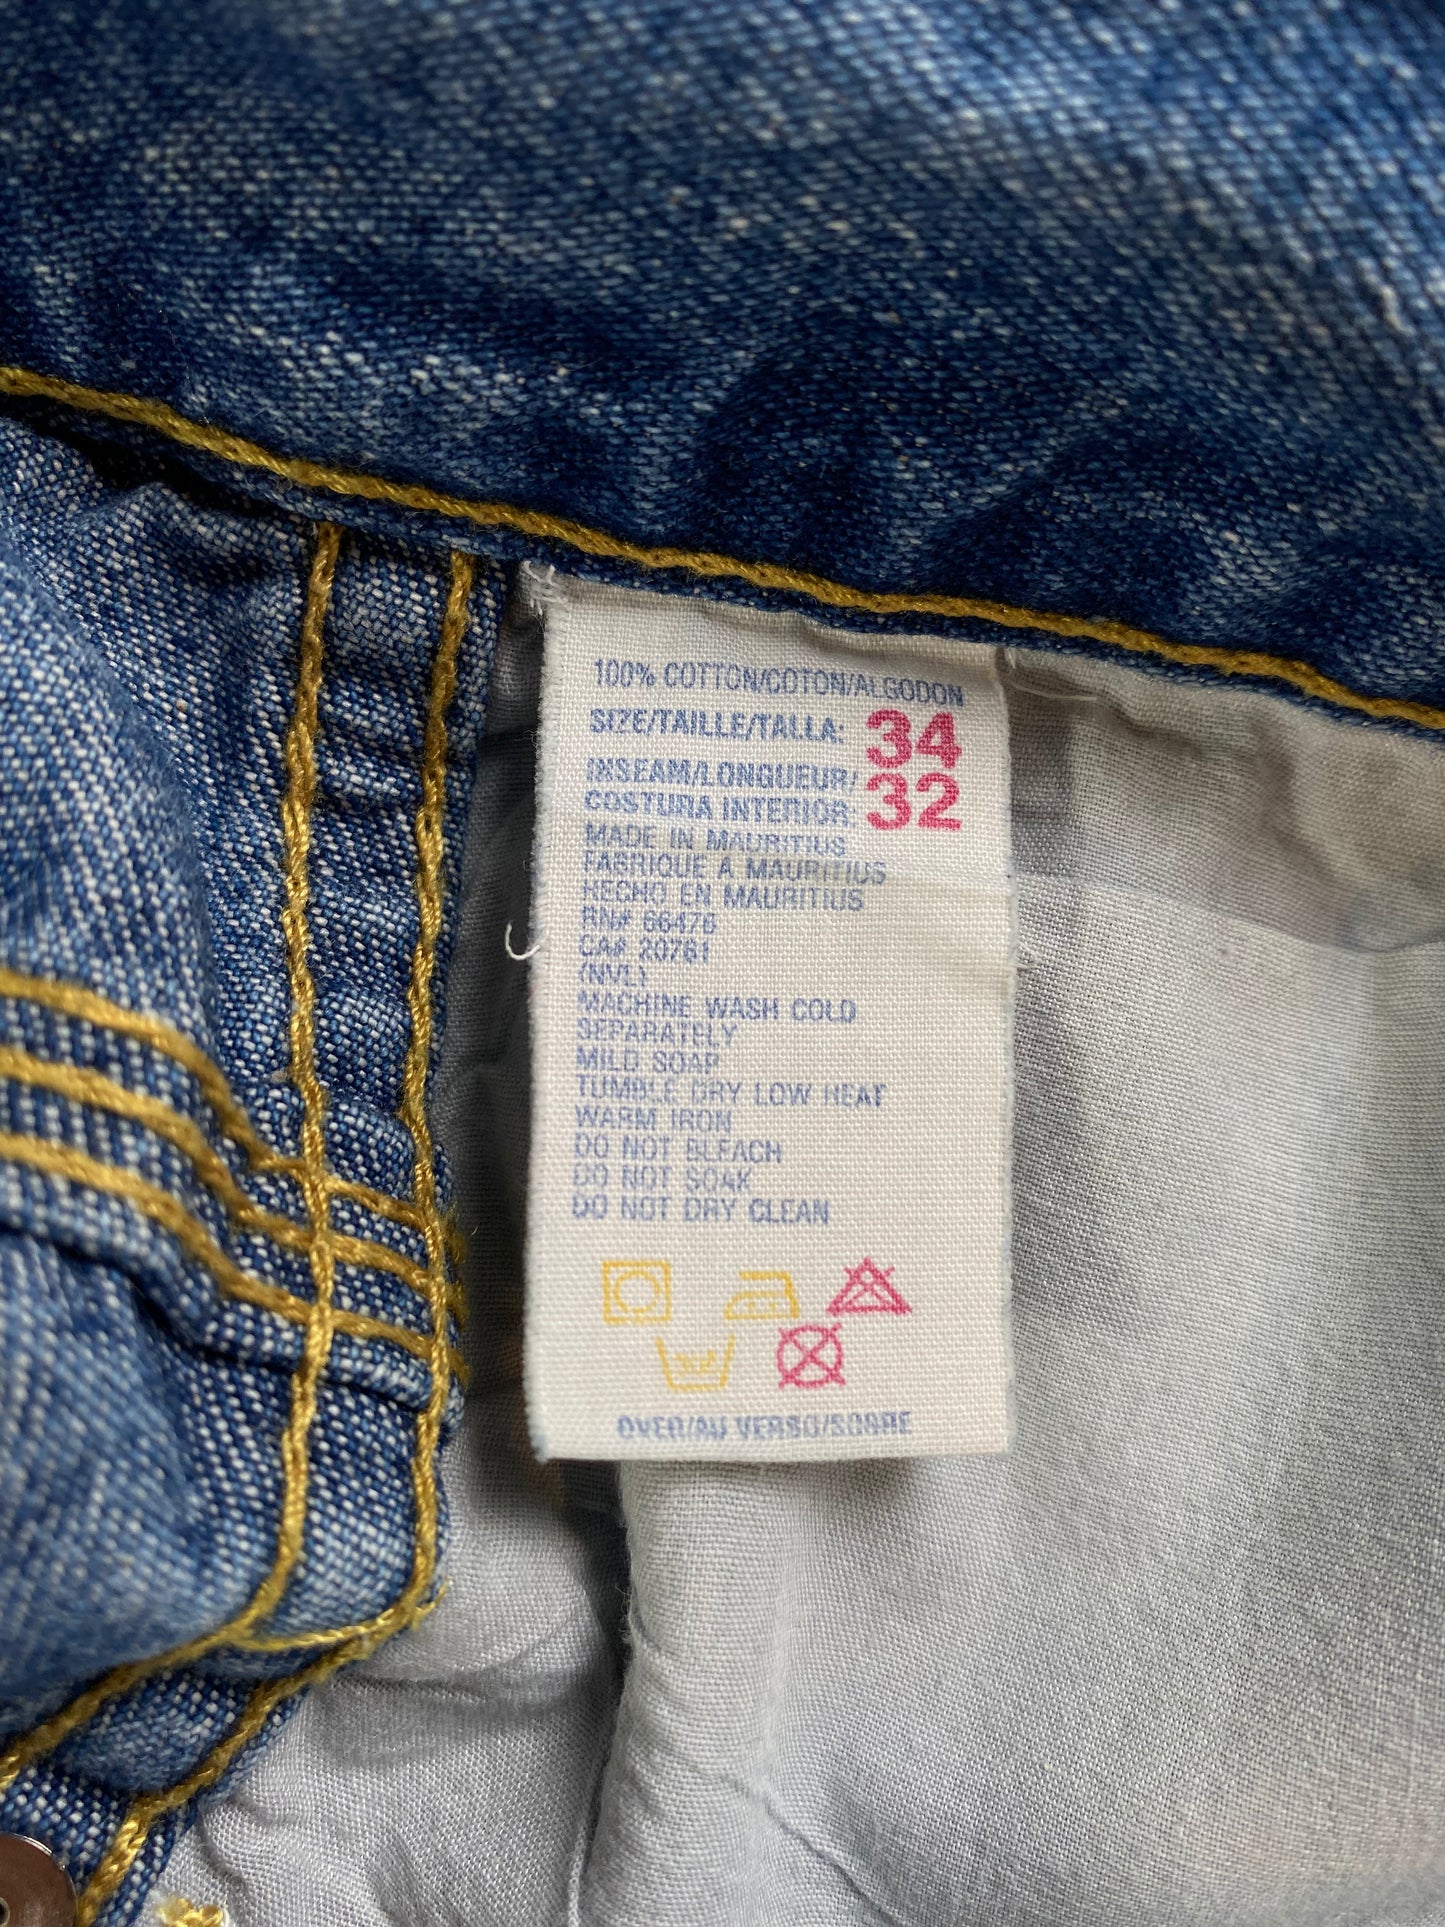 100% COTTON/COTON/ALGODON
SIZE/TAILLE/TALLA: 34
INSEAM/LONGUEUR/
COSTURA INTERIOR: 32
MADE IN MAURITIUS
FABRIQUE A MAURITIUS
HECHO EN MAURITIUS
RN# 66476
CA# 20781
(NVL)
MACHINE WASH COLD
SEPARATELY
MILD SOAP
TUMBLE DRY LOW HEAT
WARM IRON
DO NOT BLEACH
DO NOT SOAK
DO NOT DRY CLEAN
OVER/AU VERSO/SOBRE